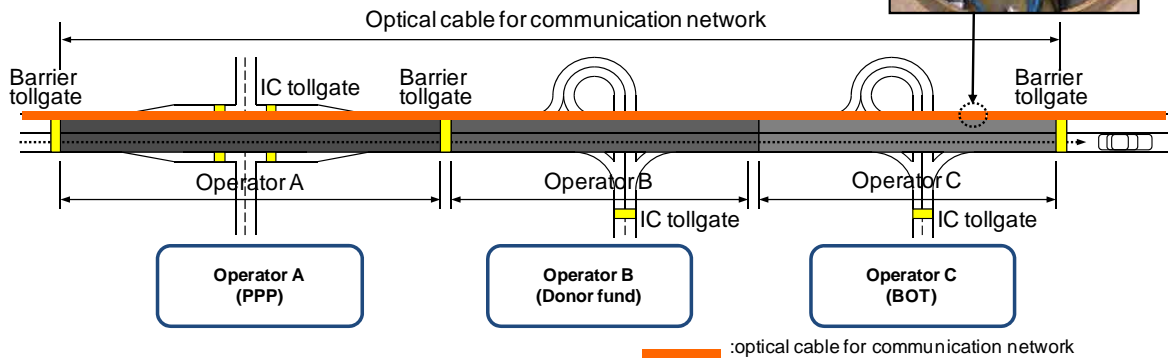 Optical cable for communication network
Barrier
tollgate
IC tollgate
Barrier
tollgate
Barrier
tollgate
Operator A
Operator B
Operator C
IC tollgate
IC tollgate
Operator A
(PPP)
Operator B
(Donor fund)
Operator C
(BOT)
:optical cable for communication network